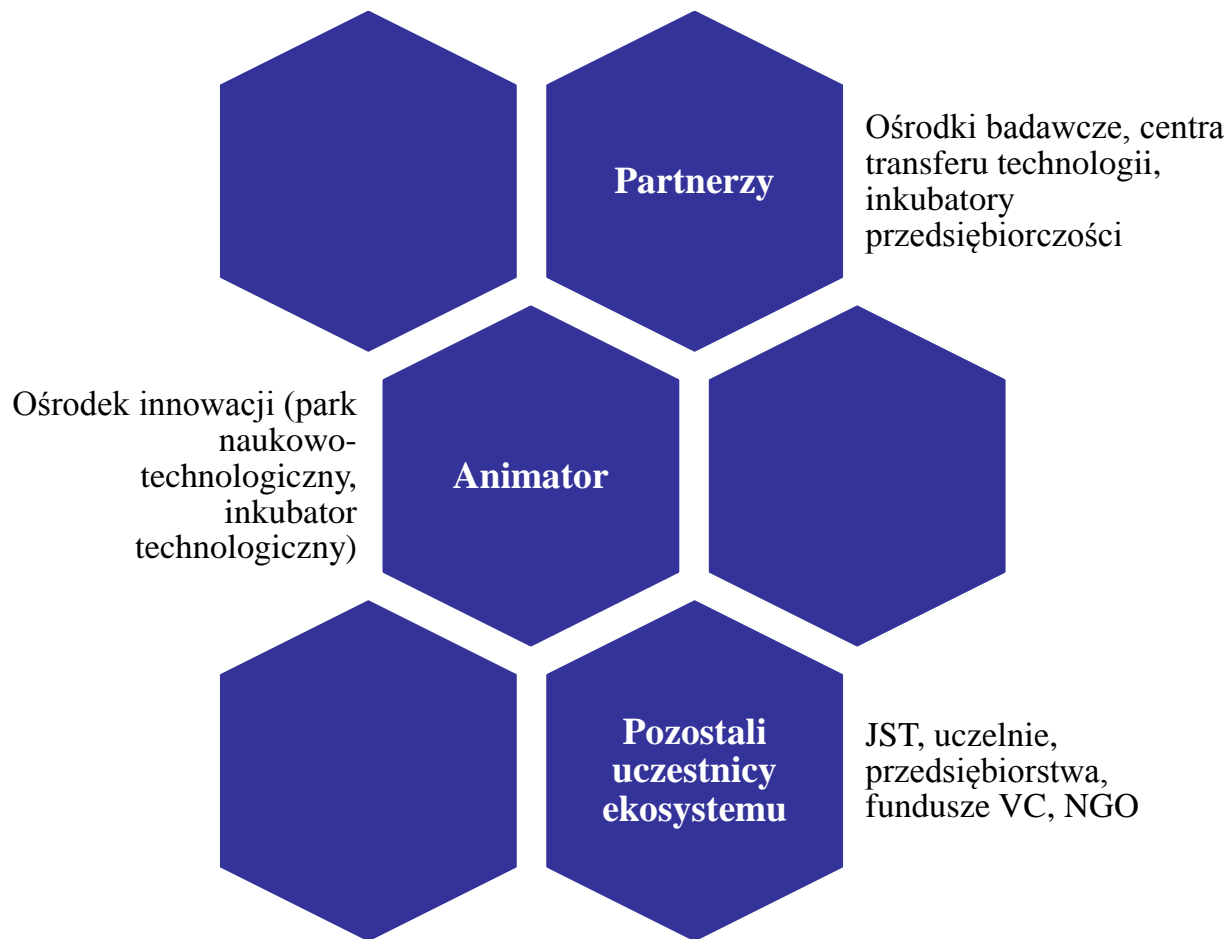 Partnerzy
Ośrodki badawcze, centra
transferu technologii,
inkubatory
przedsiębiorczości
Ośrodek innowacji (park
naukowo-
technologiczny,
inkubator
technologiczny)
Animator
Pozostali
uczestnicy
ekosystemu
JST, uczelnie,
przedsiębiorstwa,
fundusze VC, NGO